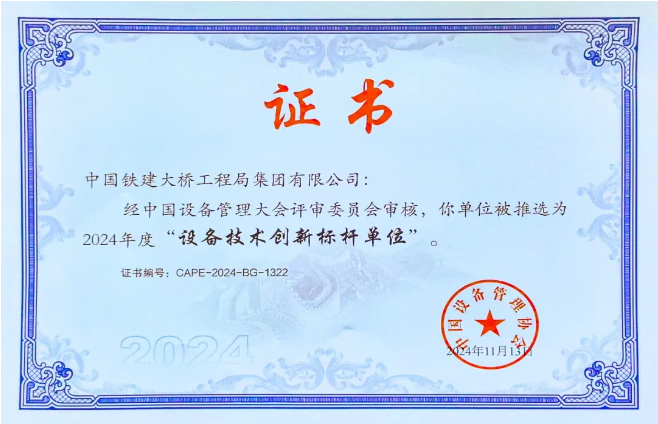 证书
中国铁建大桥工程局集团有限公司：
经中国设备管理大会评审委员会审核，你单位被推选为
2024年度“设备技术创新标杆单位”。
证书编号：CAPE-2024-BG-1322
中国设备管理协会
2024年11月13日
2024